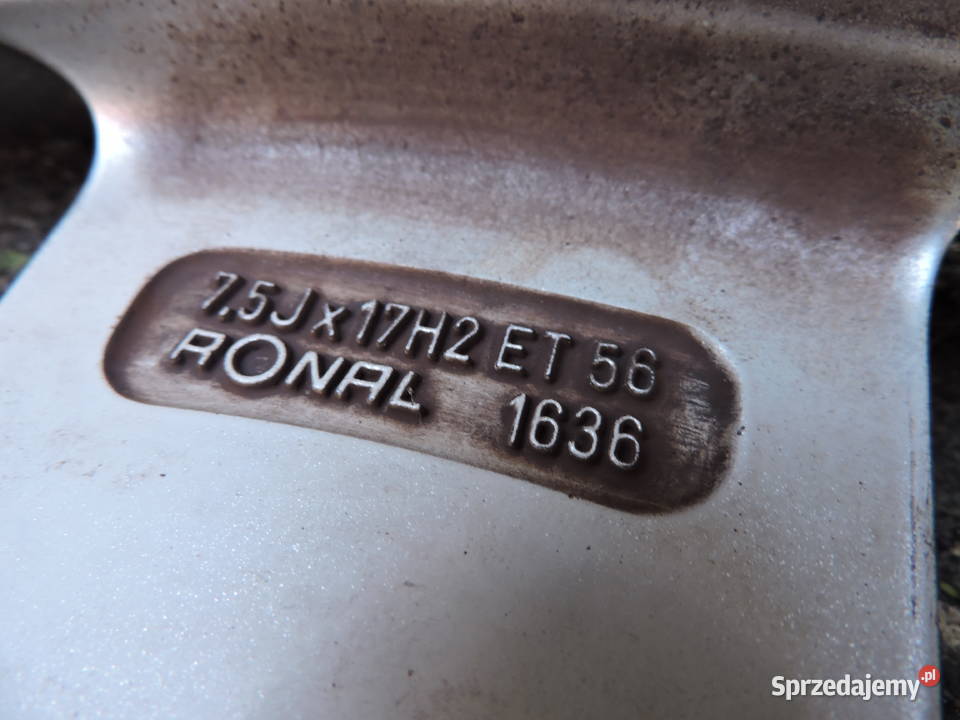 7,5J x 17H2 ET 56
RONAL 1636
Sprzedajemy.pl